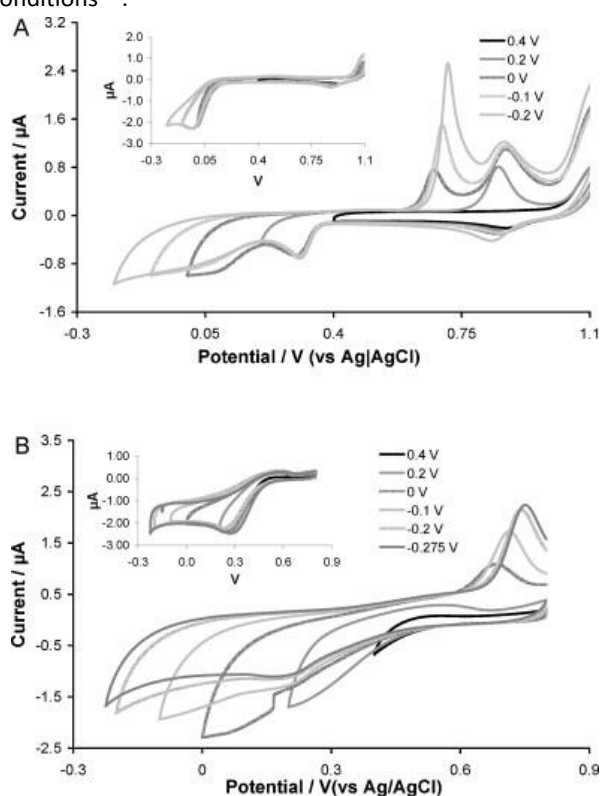 onditions
A
2.0
1.0
0.0
-1.0
-2.0
-3.0
µA
-0.3 0.05 0.4 0.75 1.1
V
0.4 V
0.2 V
0 V
-0.1 V
-0.2 V
3.2
2.4
1.6
0.8
0.0
-0.8
-1.6
Current / µA
-0.3 0.05 0.4 0.75 1.1
Potential / V (vs Ag|AgCl)
B
1.00
0.00
-1.00
-2.00
-3.00
µA
-0.3 0.0 0.3 0.6 0.9
V
0.4 V
0.2 V
0 V
-0.1 V
-0.2 V
-0.275 V
3.5
2.5
1.5
0.5
-0.5
-1.5
-2.5
Current / µA
-0.3 0 0.3 0.6 0.9
Potential / V(vs Ag/AgCl)